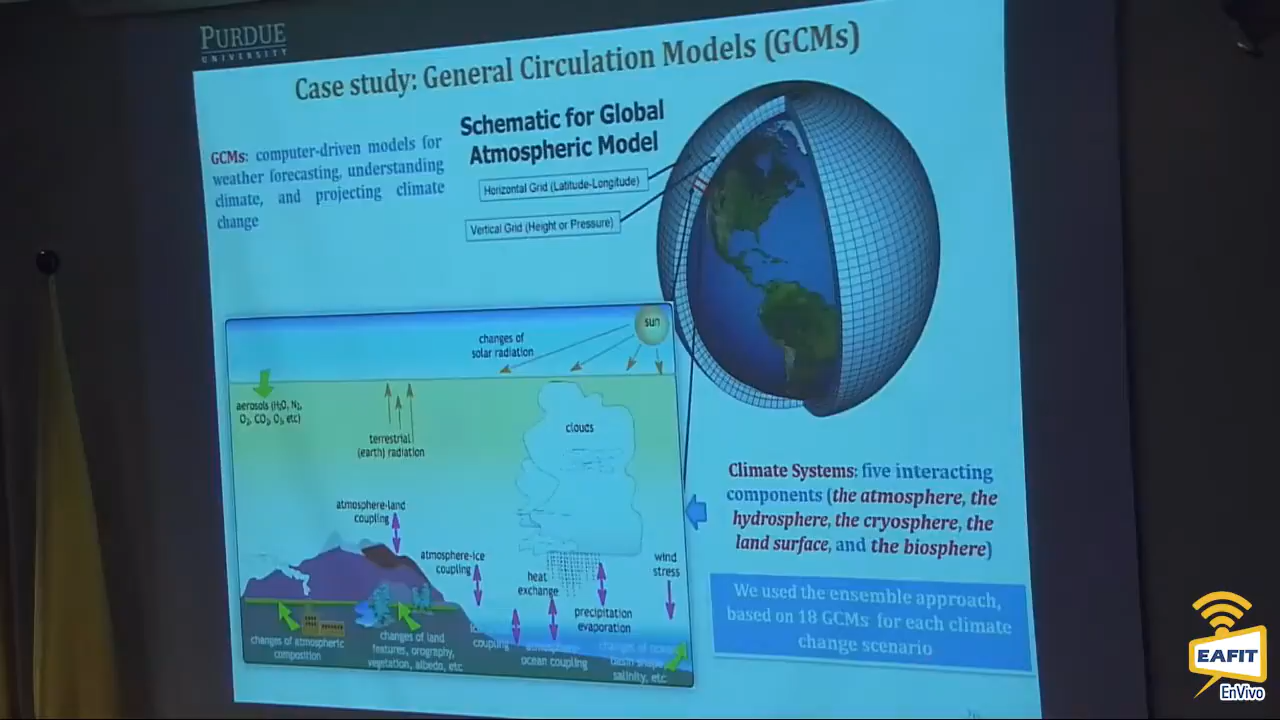 PURDUE
UNIVERSITY
Case study: General Circulation Models (GCMs)
GCMs: computer-driven models for
weather forecasting, understanding
climate, and projecting climate
change
Schematic for Global
Atmospheric Model
Horizontal Grid (Latitude-Longitude)
Vertical Grid (Height or Pressure)
sun
changes of
solar radiation
aerosols (H₂O, N₂,
O₂, CO₂, O₃, etc)
terrestrial
(earth) radiation
clouds
atmosphere-land
coupling
atmosphere-ice
coupling
heat
exchange
wind
stress
precipitation
evaporation
changes of atmospheric
composition
changes of land
features, orography,
vegetation, albedo, etc
coupling
ocean coupling
changes of
salinity, etc
Climate Systems: five interacting
components (the atmosphere, the
hydrosphere, the cryosphere, the
land surface, and the biosphere)
We used the ensemble approach,
based on 18 GCMs for each climate
change scenario
EAFIT
EnVivo